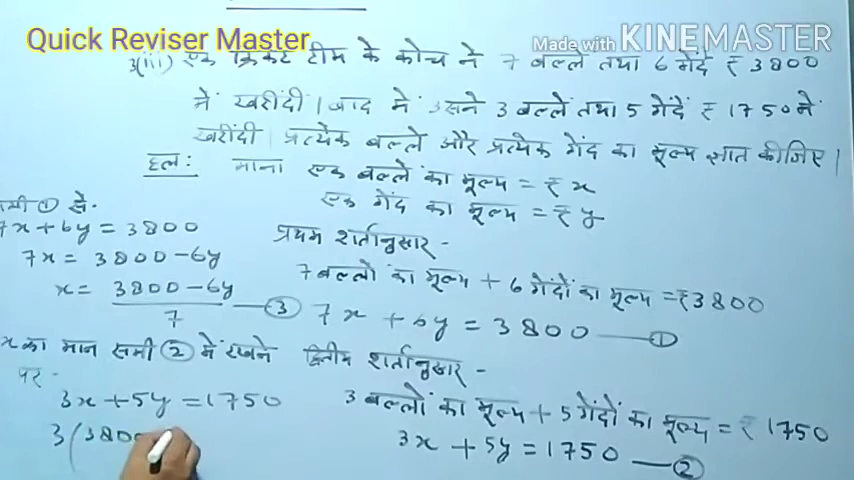 Quick Reviser Master
Made with KINEMASTER
3(iii) एक क्रिकेट टीम के कोच ने 7 बल्ले तथा 6 गेंदें ₹ 3800
में खरीदीं। बाद में उसने 3 बल्ले तथा 5 गेंदें ₹ 1750 में
खरीदीं। प्रत्येक बल्ले और प्रत्येक गेंद का मूल्य ज्ञात कीजिए।
हल: माना एक बल्ले का मूल्य = ₹ x
एक गेंद का मूल्य = ₹ y
प्रथम शर्तानुसार -
7 बल्लों का मूल्य + 6 गेंदों का मूल्य = ₹3800
7x + 6y = 3800 — ①
द्वितीय शर्तानुसार -
3 बल्लों का मूल्य + 5 गेंदों का मूल्य = ₹ 1750
3x + 5y = 1750 — ②
समी ① से.
7x + 6y = 3800
7x = 3800 - 6y
x = 3800 - 6y
7 — ③
x का मान समी ② में रखने
पर -
3x + 5y = 1750
3(380